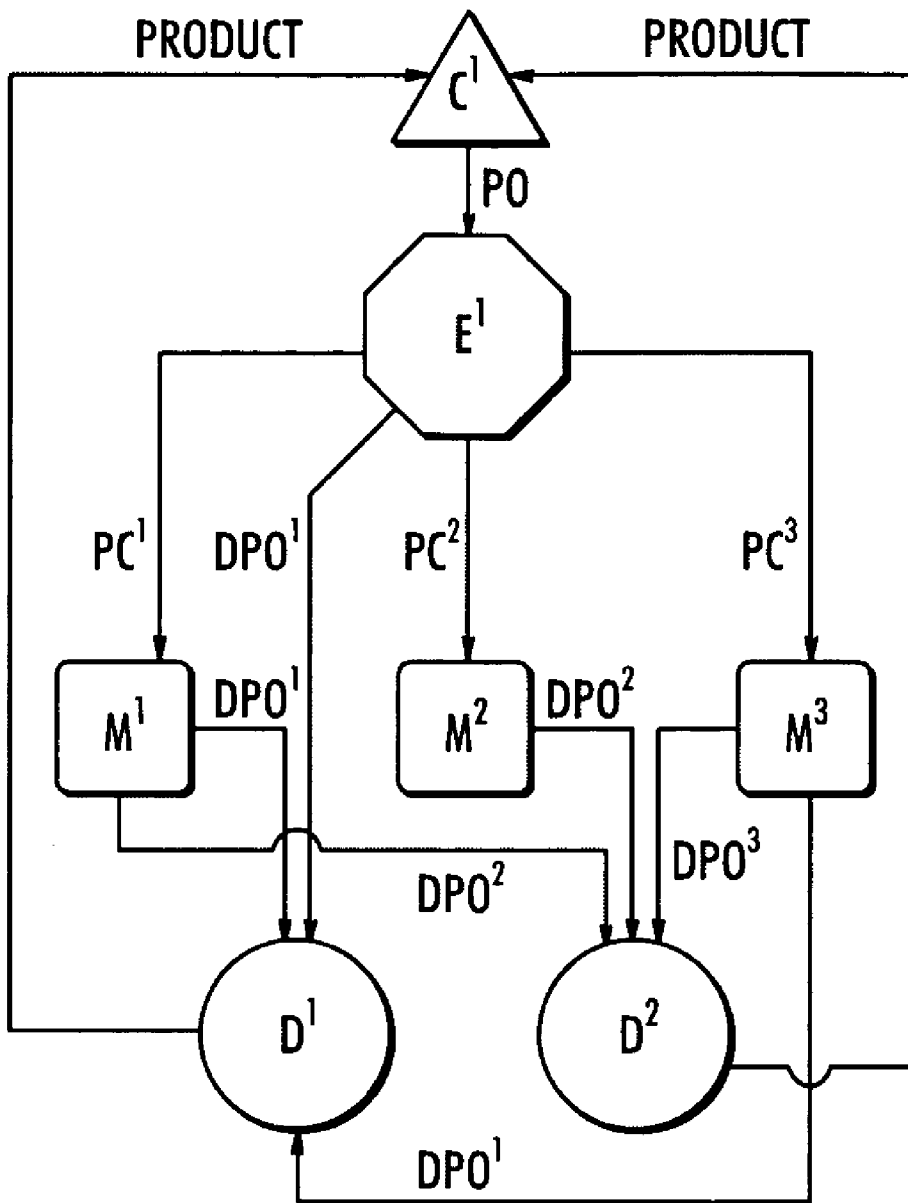 PRODUCT
PRODUCT
C¹
PO
E¹
PC¹
DPO¹
PC²
PC³
M¹
DPO¹
M²
DPO²
M³
DPO²
DPO³
D¹
D²
DPO¹